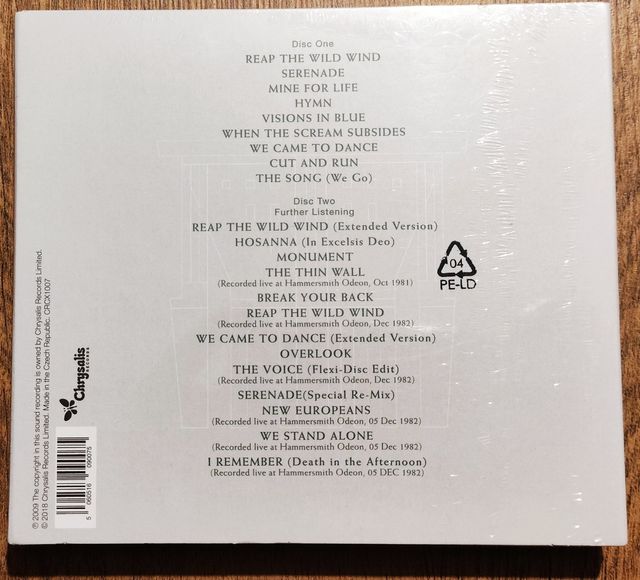 Disc One
REAP THE WILD WIND
SERENADE
MINE FOR LIFE
HYMN
VISIONS IN BLUE
WHEN THE SCREAM SUBSIDES
WE CAME TO DANCE
CUT AND RUN
THE SONG (We Go)
Disc Two
Further Listening
REAP THE WILD WIND (Extended Version)
HOSANNA (In Excelsis Deo)
MONUMENT
THE THIN WALL
(Recorded live at Hammersmith Odeon, Oct 1981)
BREAK YOUR BACK
REAP THE WILD WIND
(Recorded live at Hammersmith Odeon, Dec 1982)
WE CAME TO DANCE (Extended Version)
OVERLOOK
THE VOICE (Flexi-Disc Edit)
(Recorded live at Hammersmith Odeon, Dec 1982)
SERENADE(Special Re-Mix)
NEW EUROPEANS
(Recorded live at Hammersmith Odeon, 05 Dec 1982)
WE STAND ALONE
(Recorded live at Hammersmith Odeon, 05 Dec 1982)
I REMEMBER (Death in the Afternoon)
(Recorded live at Hammersmith Odeon, 05 DEC 1982)
04
PE-LD
℗ 2009 The copyright in this sound recording is owned by Chrysalis Records Limited.
© 2018 Chrysalis Records Limited. Made in the Czech Republic. CRCX1007
Chrysalis
RECORDS
5 060516 090075